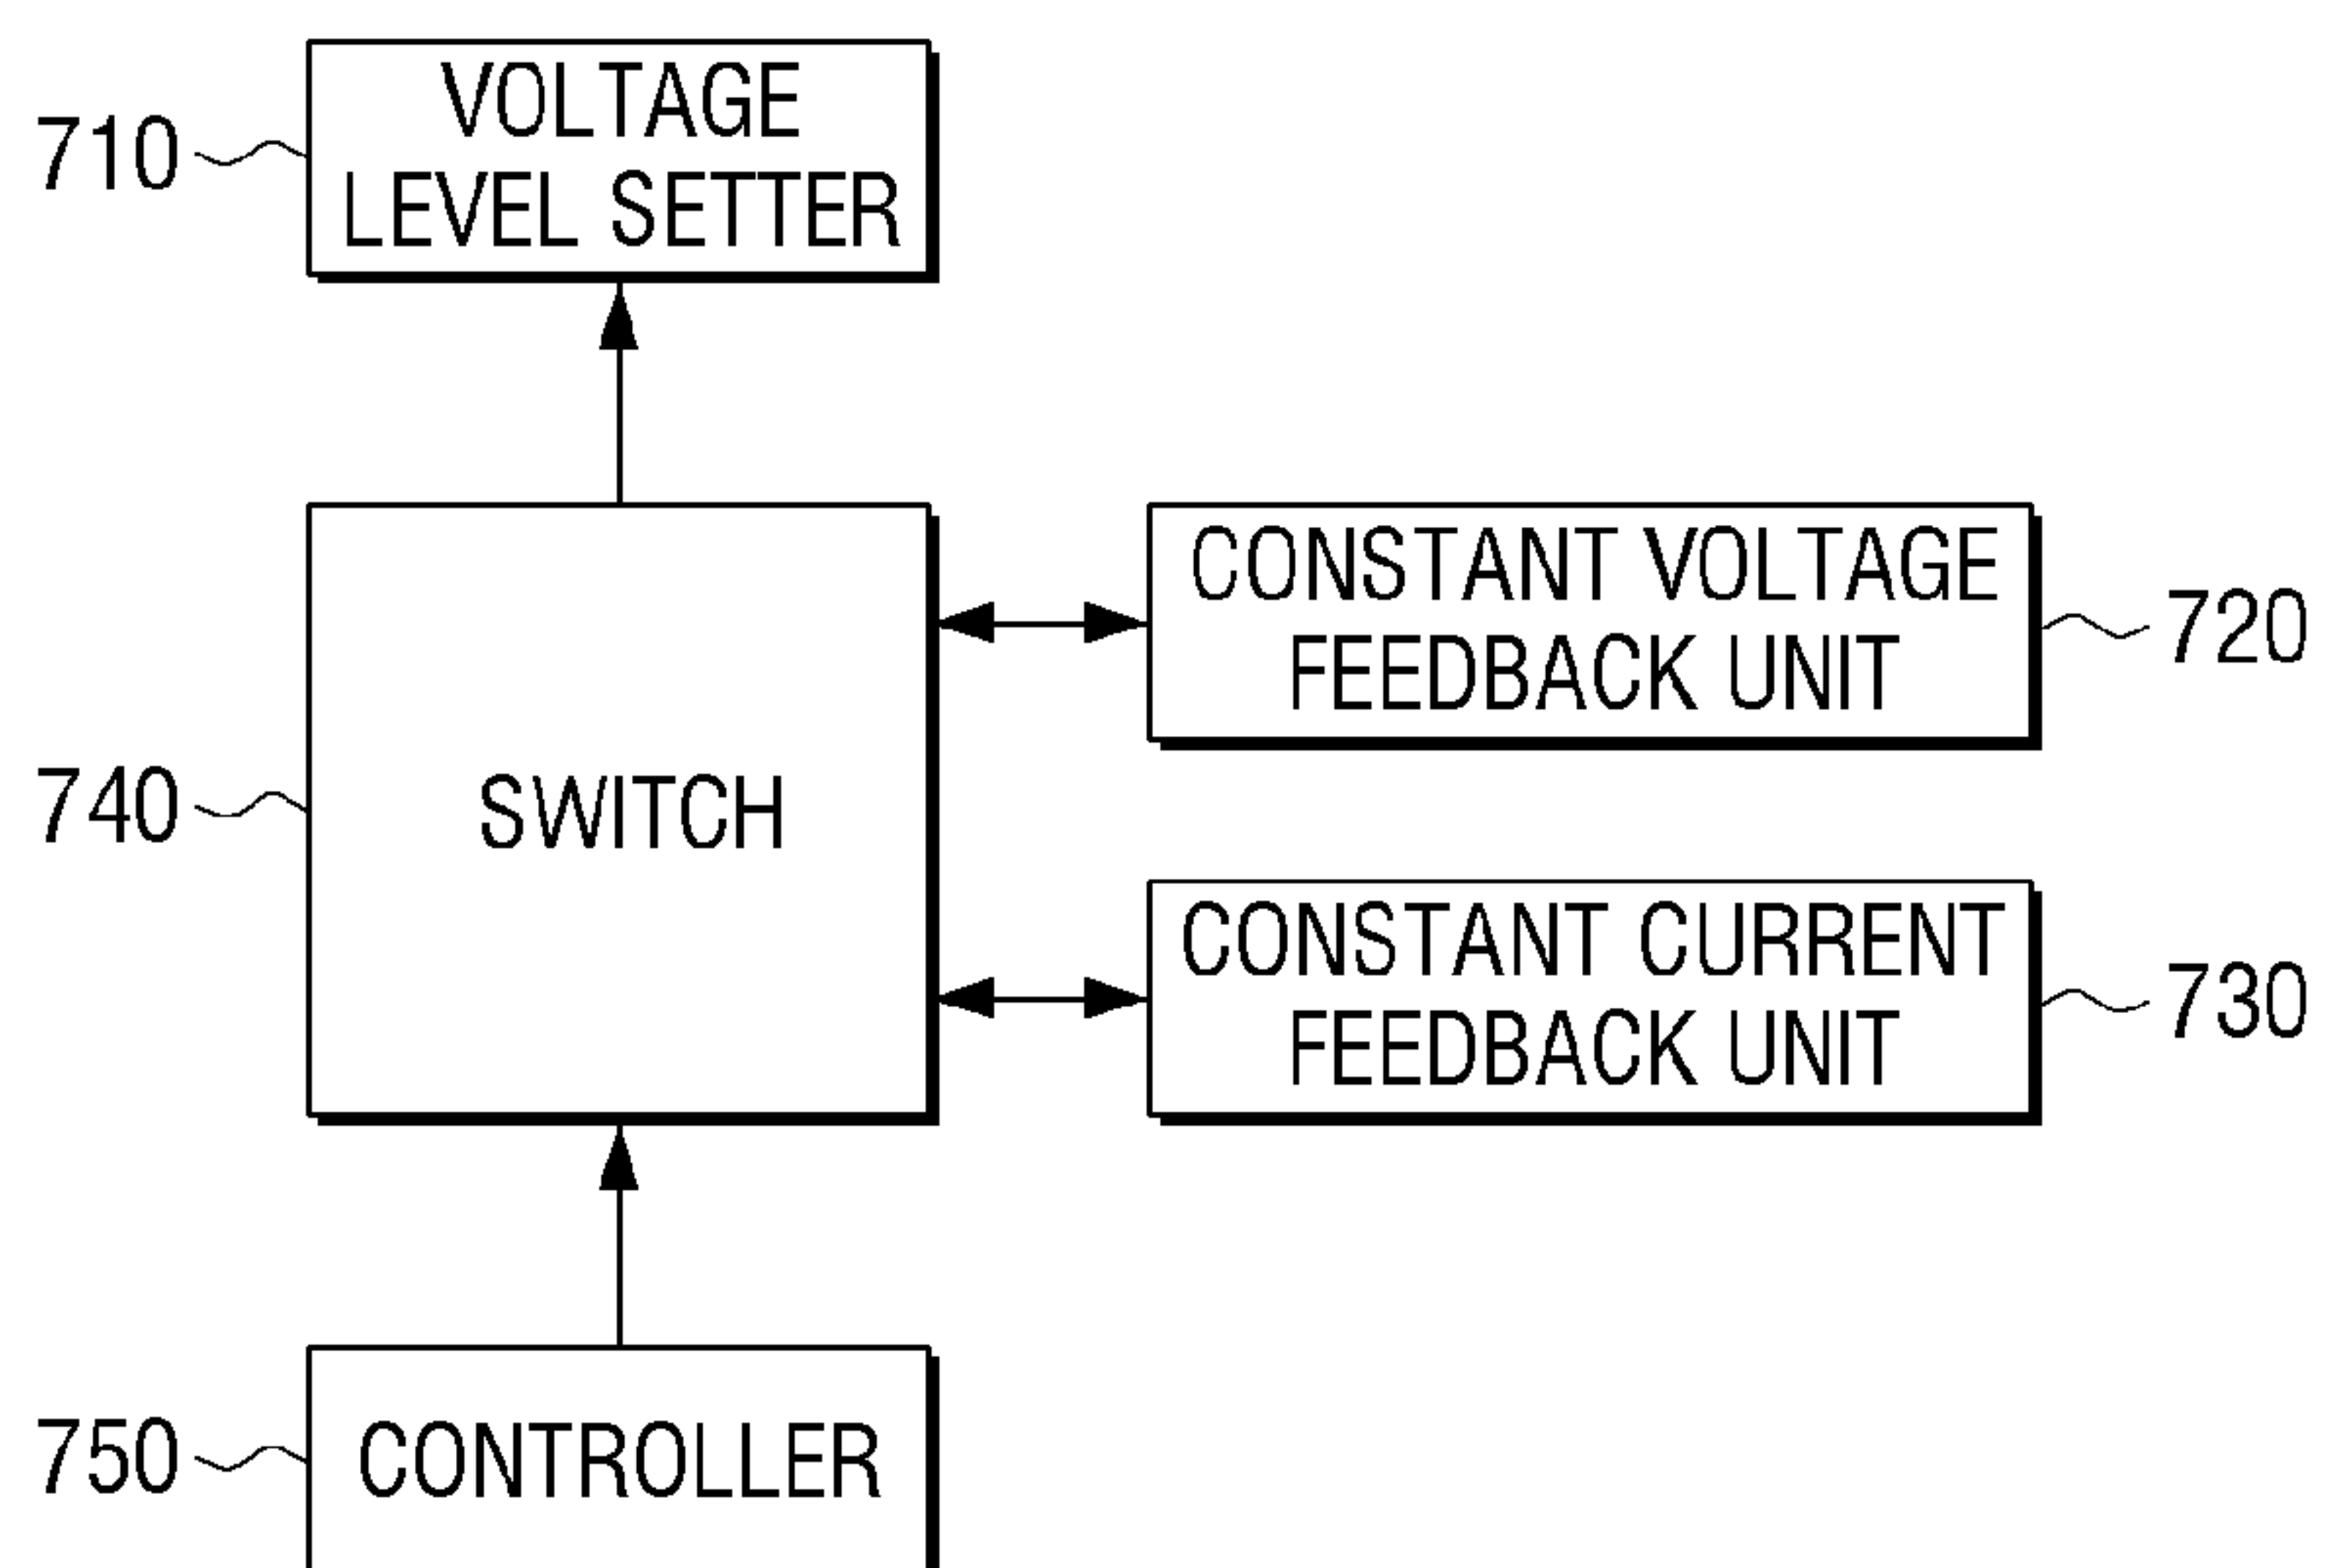 710
VOLTAGE
LEVEL SETTER
CONSTANT VOLTAGE
FEEDBACK UNIT
720
740
SWITCH
CONSTANT CURRENT
FEEDBACK UNIT
730
750
CONTROLLER